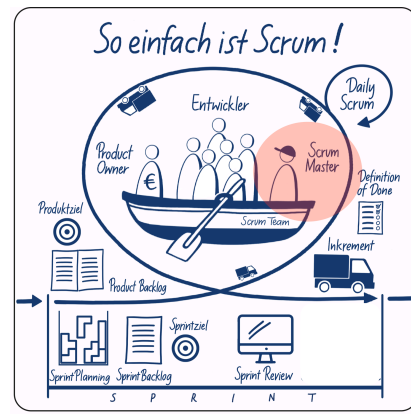 So einfach ist Scrum!
Daily
Scrum
Entwickler
Product
Owner
€
Scrum
Master
Definition
of Done
Produktziel
Scrum Team
Inkrement
Product Backlog
Sprintziel
Sprint Planning
Sprint Backlog
Sprint Review
SPRINT